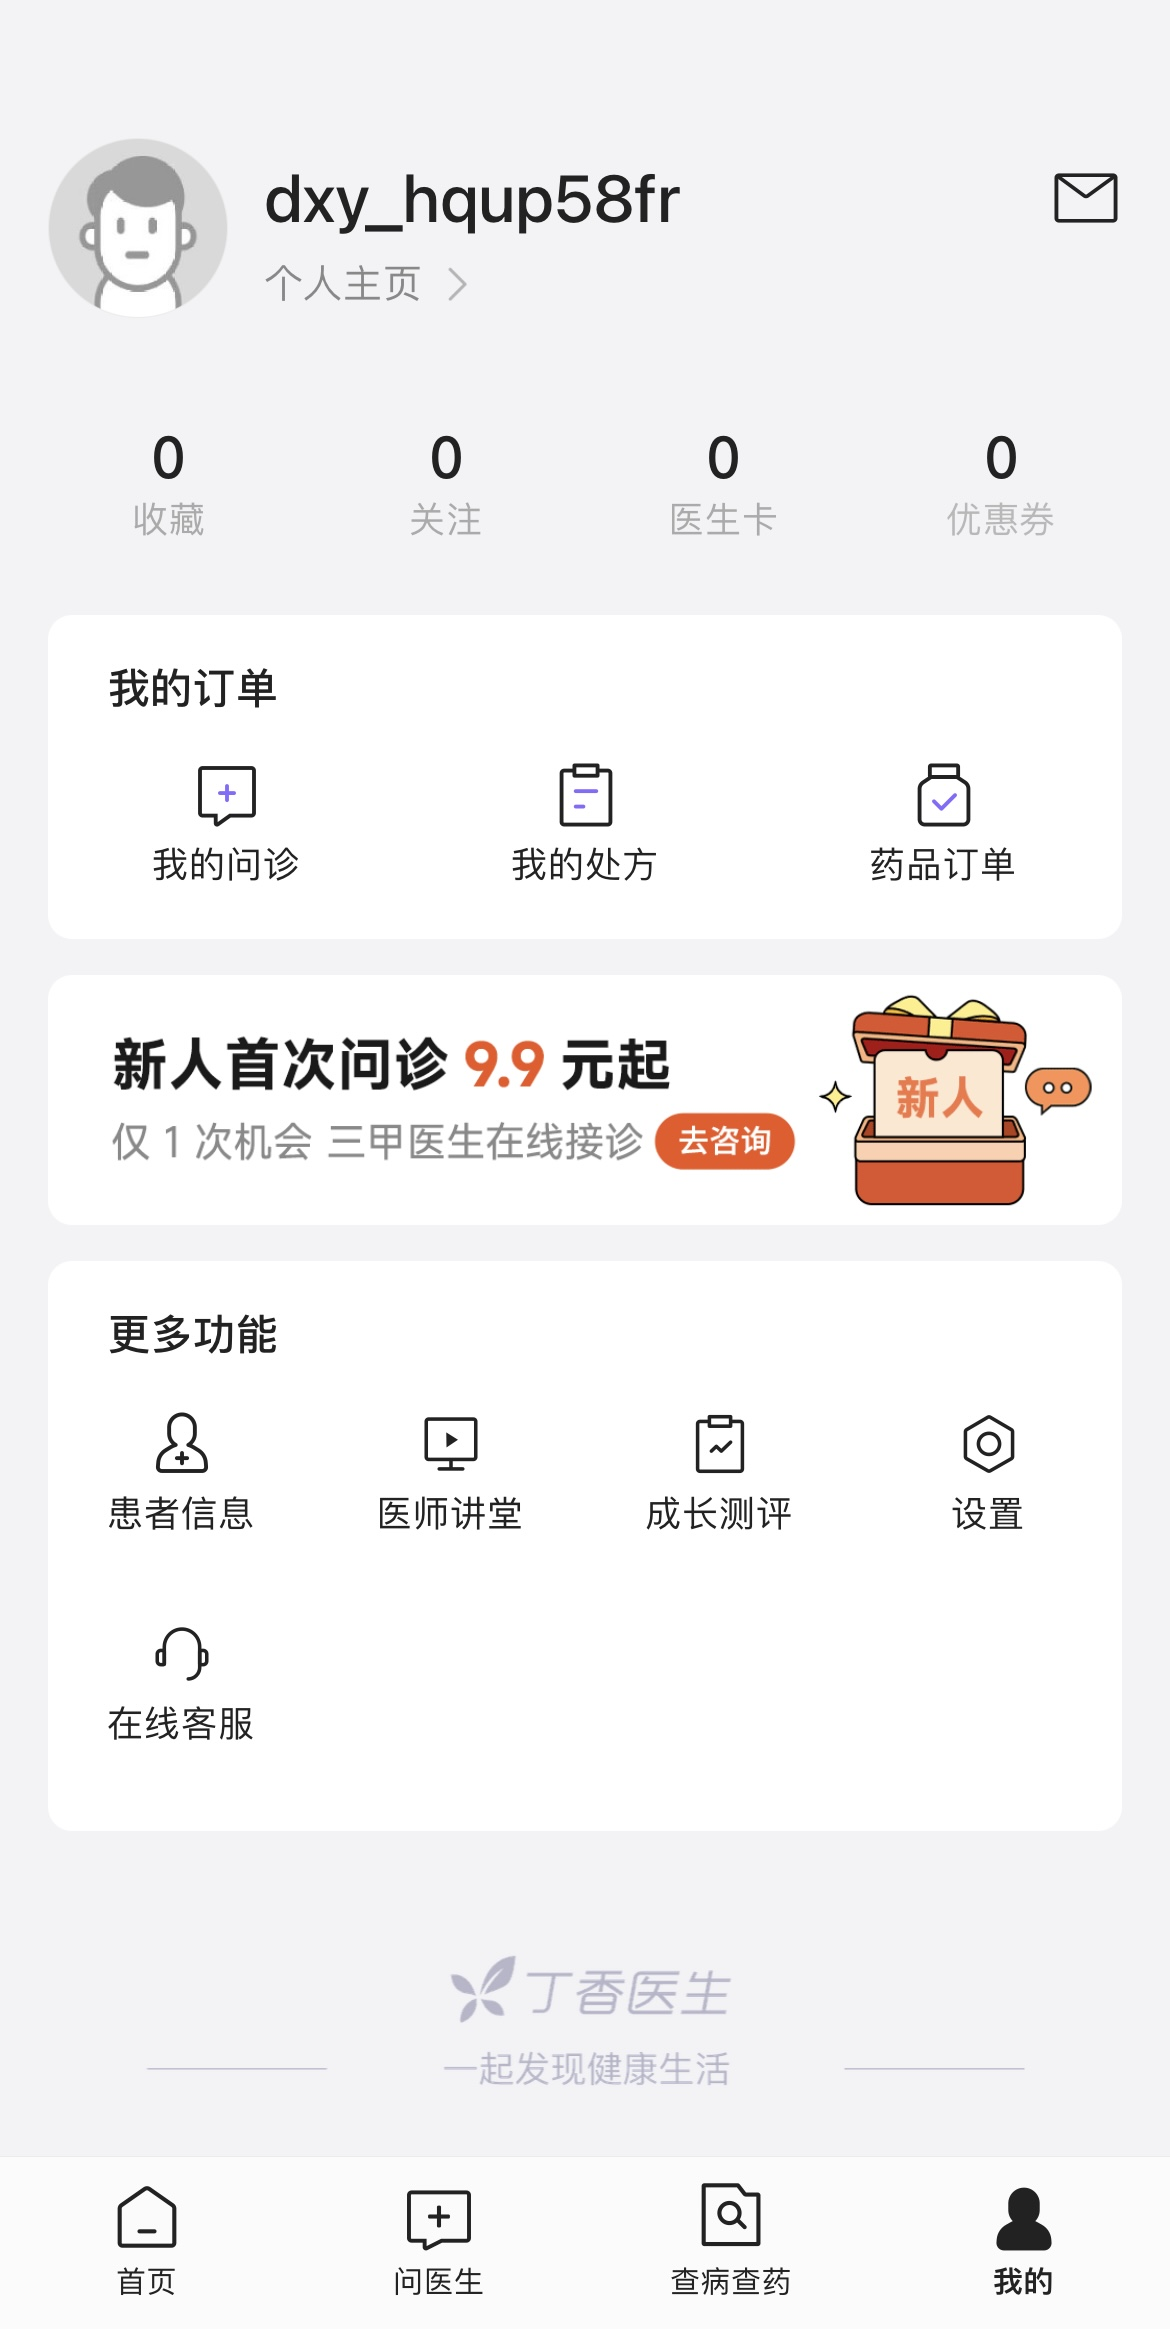 dxy_hqup58fr
个人主页
0 0 0 0
收藏 关注 医生卡 优惠券
我的订单
我的问诊 我的处方 药品订单
新人首次问诊 9.9 元起
仅 1 次机会 三甲医生在线接诊 去咨询
新人
更多功能
患者信息 医师讲堂 成长测评 设置
在线客服
丁香医生
一起发现健康生活
首页 问医生 查病查药 我的